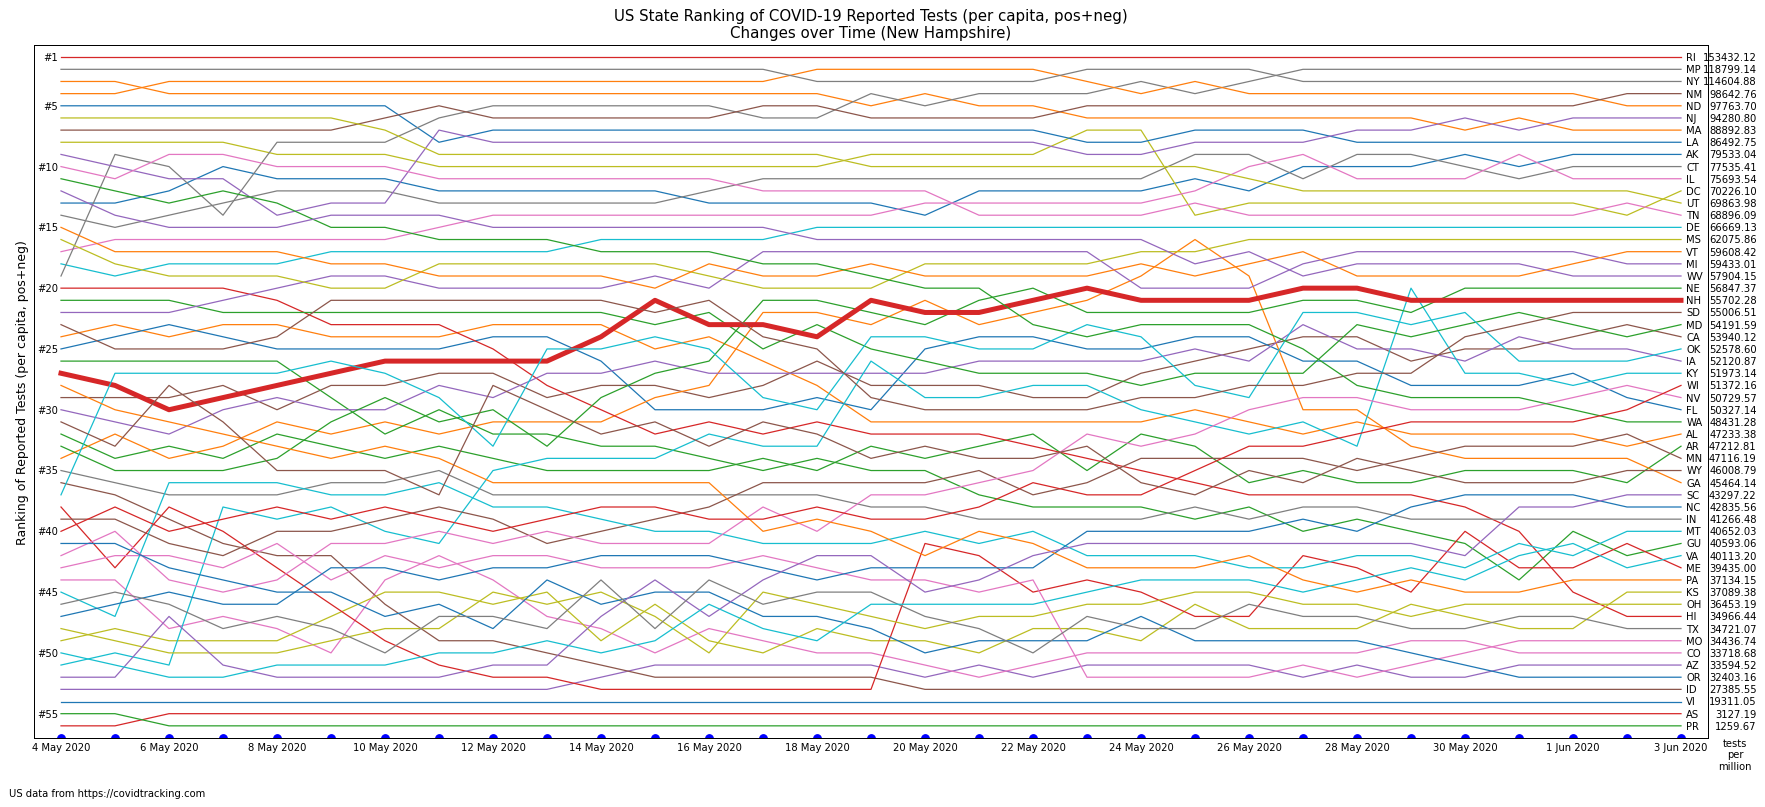 US State Ranking of COVID-19 Reported Tests (per capita, pos+neg)
Changes over Time (New Hampshire)
Ranking of Reported Tests (per capita, pos+neg)
#1
#5
#10
#15
#20
#25
#30
#35
#40
#45
#50
#55
RI 153432.12
MP 118799.14
NY 114604.88
NM 98642.76
ND 97763.70
NJ 94280.80
MA 88892.83
LA 86492.75
AK 79533.04
CT 77535.41
IL 75693.54
DC 70226.10
UT 69863.98
TN 68896.09
DE 66669.13
MS 62075.86
VT 59608.42
MI 59433.01
WV 57904.15
NE 56847.37
NH 55702.28
SD 55006.51
MD 54191.59
CA 53940.12
OK 52578.60
IA 52120.87
KY 51973.14
WI 51372.16
NV 50729.57
FL 50327.14
WA 48431.28
AL 47233.38
AR 47212.81
MN 47116.19
WY 46008.79
GA 45464.14
SC 43297.22
NC 42835.56
IN 41266.48
MT 40652.03
GU 40593.06
VA 40113.20
ME 39435.00
PA 37134.15
KS 37089.38
OH 36453.19
HI 34966.44
TX 34721.07
MO 34436.74
CO 33718.68
AZ 33594.52
OR 32403.16
ID 27385.55
VI 19311.05
AS 3127.19
PR 1259.67
4 May 2020 6 May 2020 8 May 2020 10 May 2020 12 May 2020 14 May 2020 16 May 2020 18 May 2020 20 May 2020 22 May 2020 24 May 2020 26 May 2020 28 May 2020 30 May 2020 1 Jun 2020 3 Jun 2020
tests
per
million
US data from https://covidtracking.com